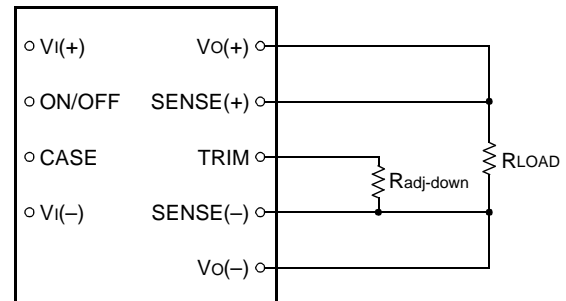 VI(+) VO(+)
ON/OFF SENSE(+)
CASE TRIM
RLOAD
Radj-down
VI(–) SENSE(–)
VO(–)